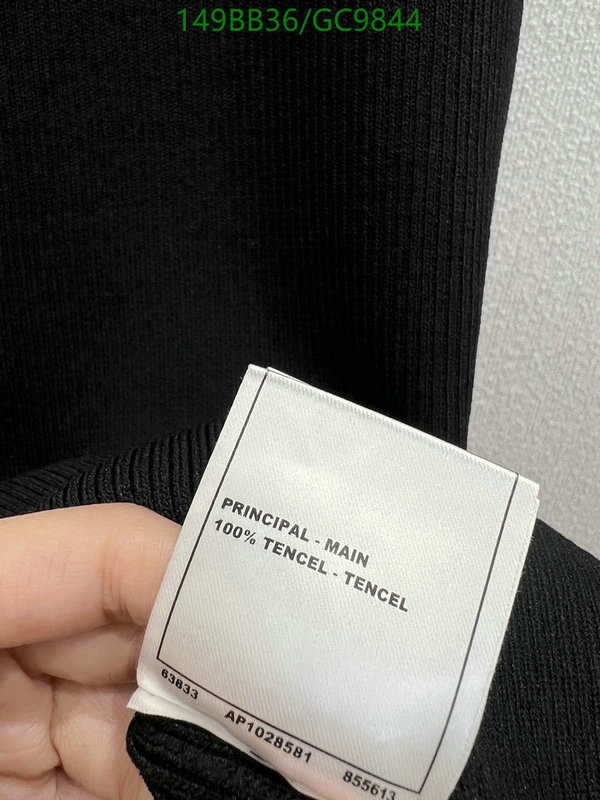 149BB36/GC9844
PRINCIPAL - MAIN
100% TENCEL - TENCEL
63833
AP1028581
855613